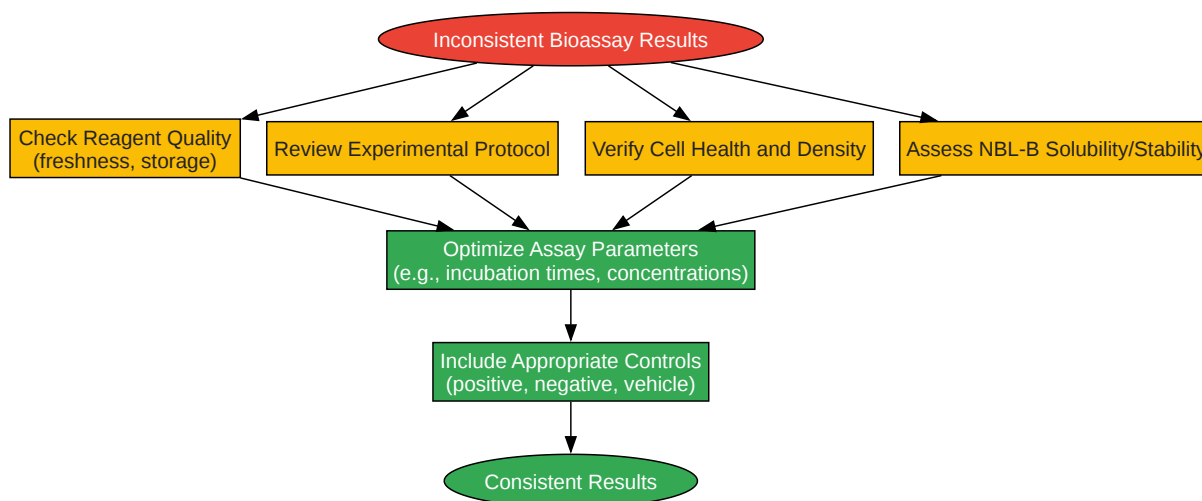 Inconsistent Bioassay Results
Check Reagent Quality
(freshness, storage)
Review Experimental Protocol
Verify Cell Health and Density
Assess NBL-B Solubility/Stability
Optimize Assay Parameters
(e.g., incubation times, concentrations)
Include Appropriate Controls
(positive, negative, vehicle)
Consistent Results